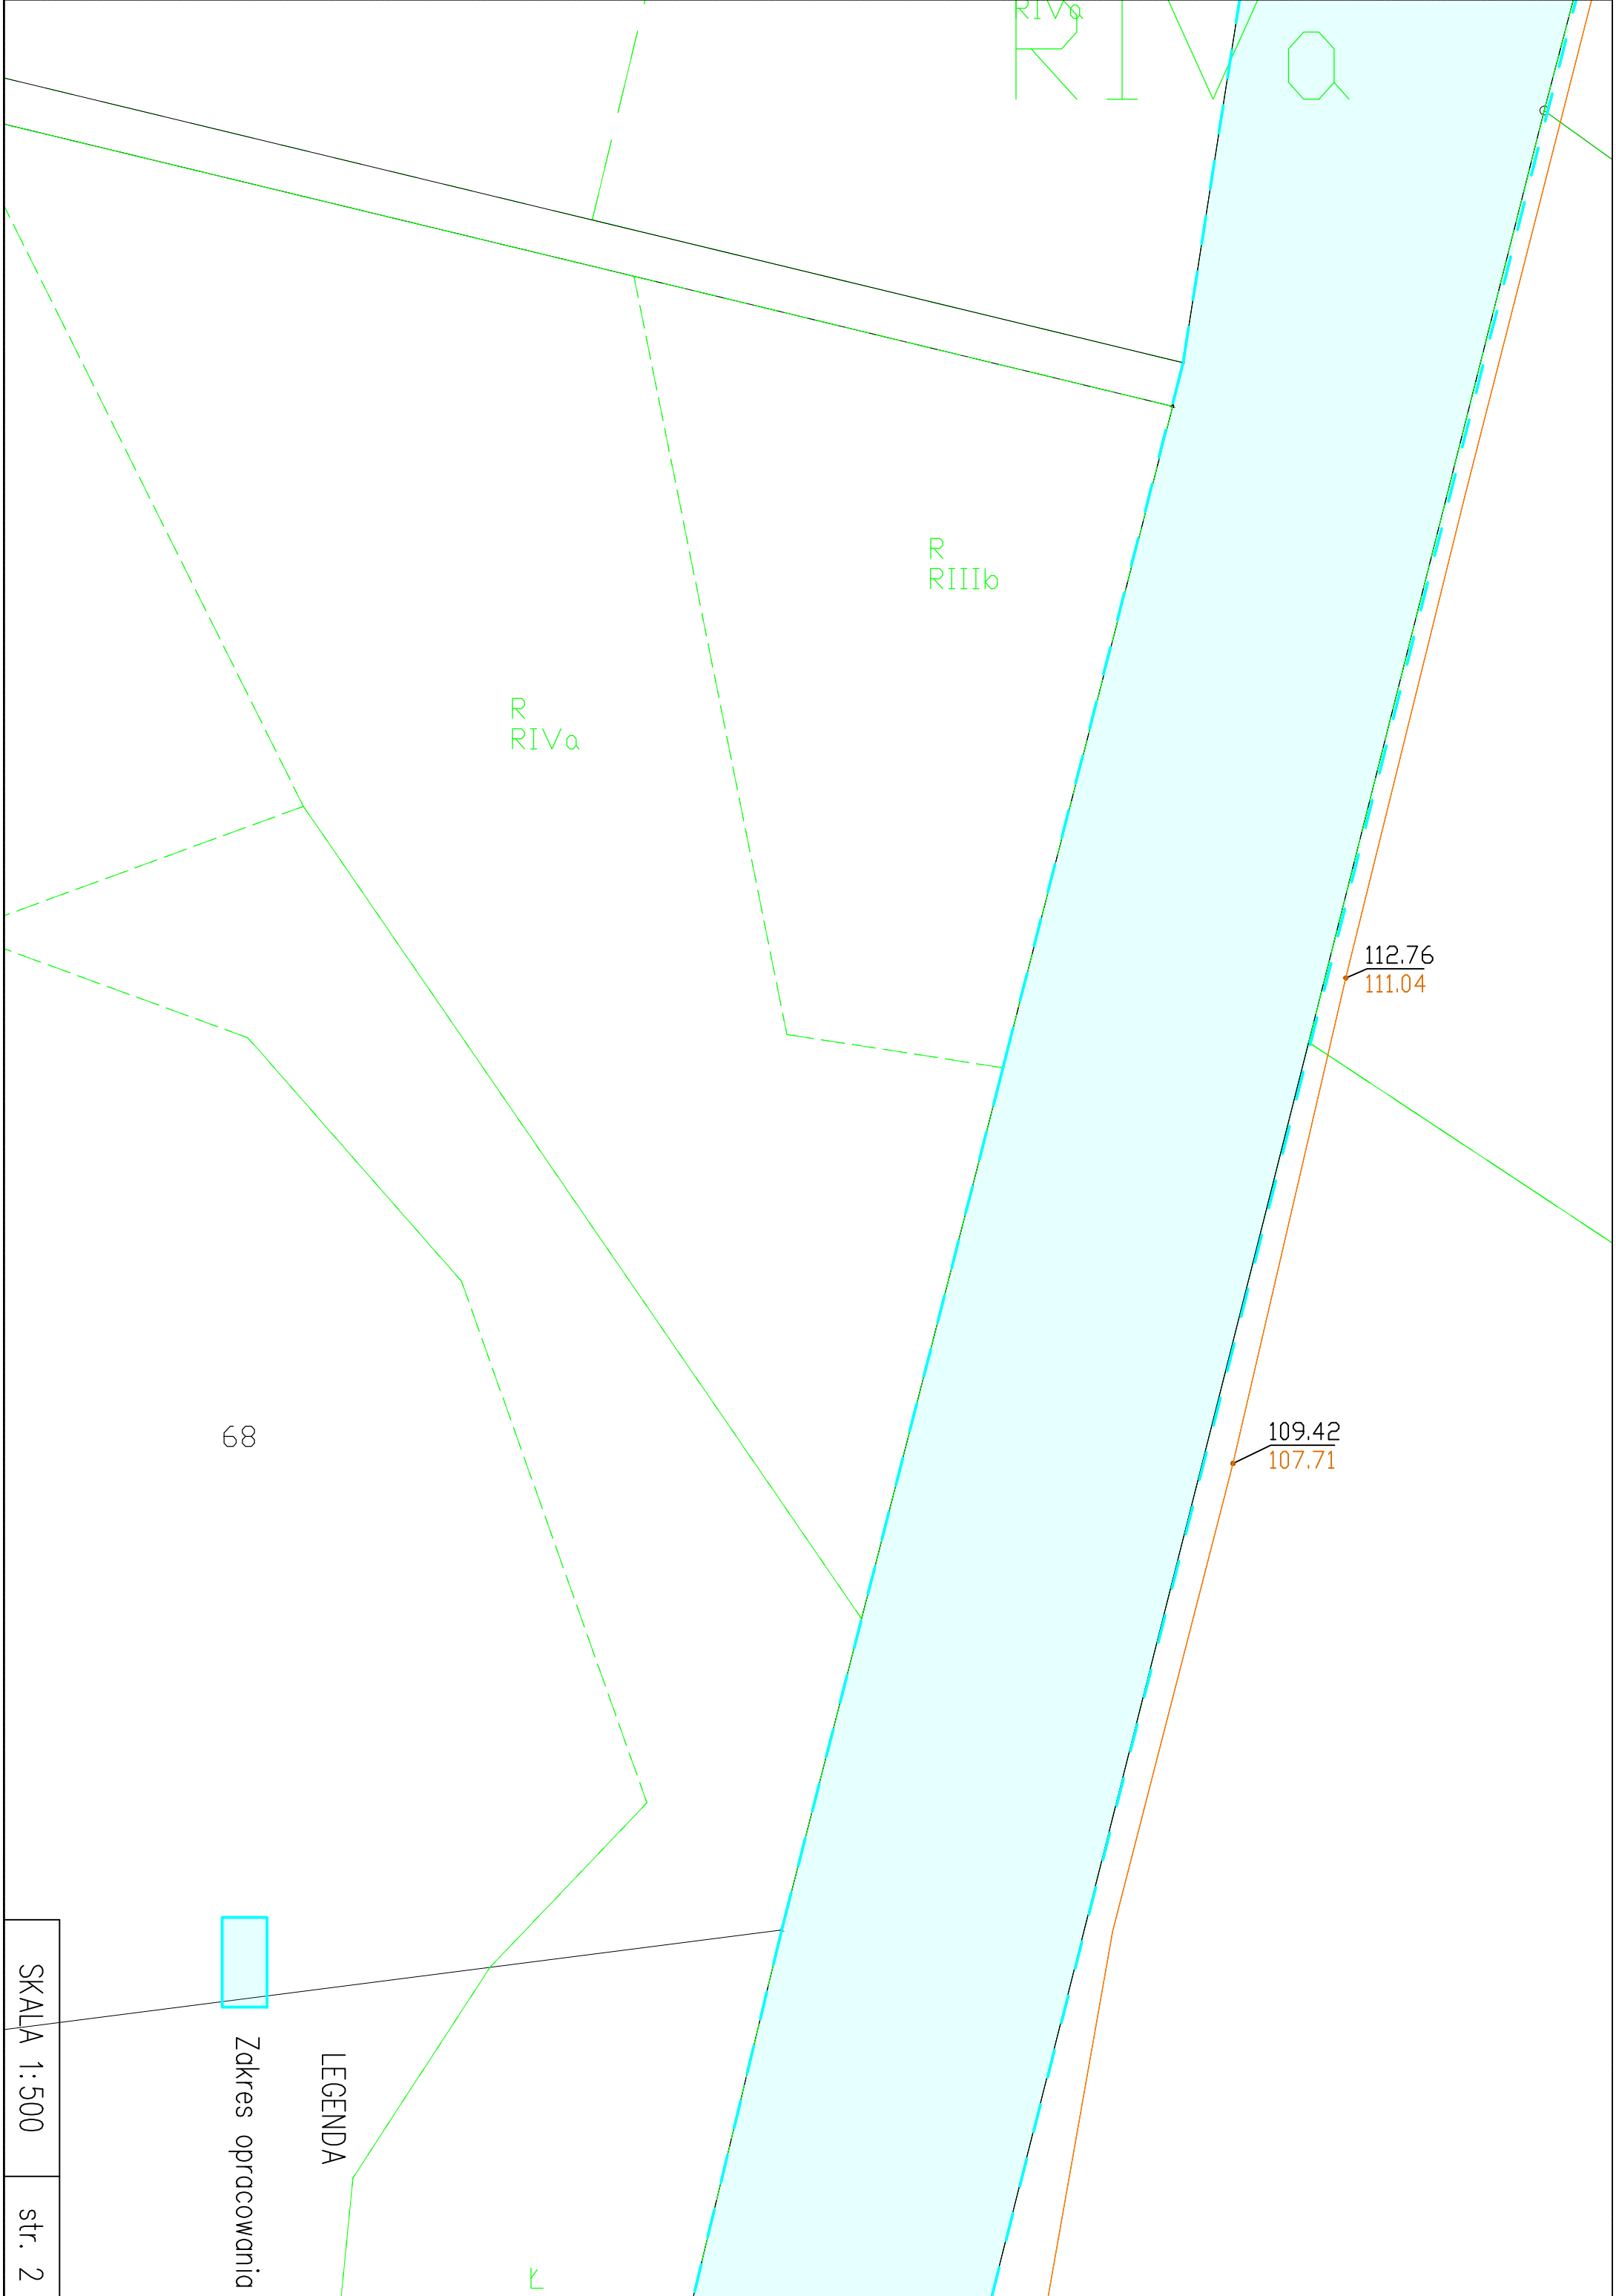 RIVa
RIVa
R
RIIIb
R
RIVa
112.76
111.04
109.42
107.71
68
LEGENDA
Zakres opracowania
SKALA 1:500
str. 2
Ł